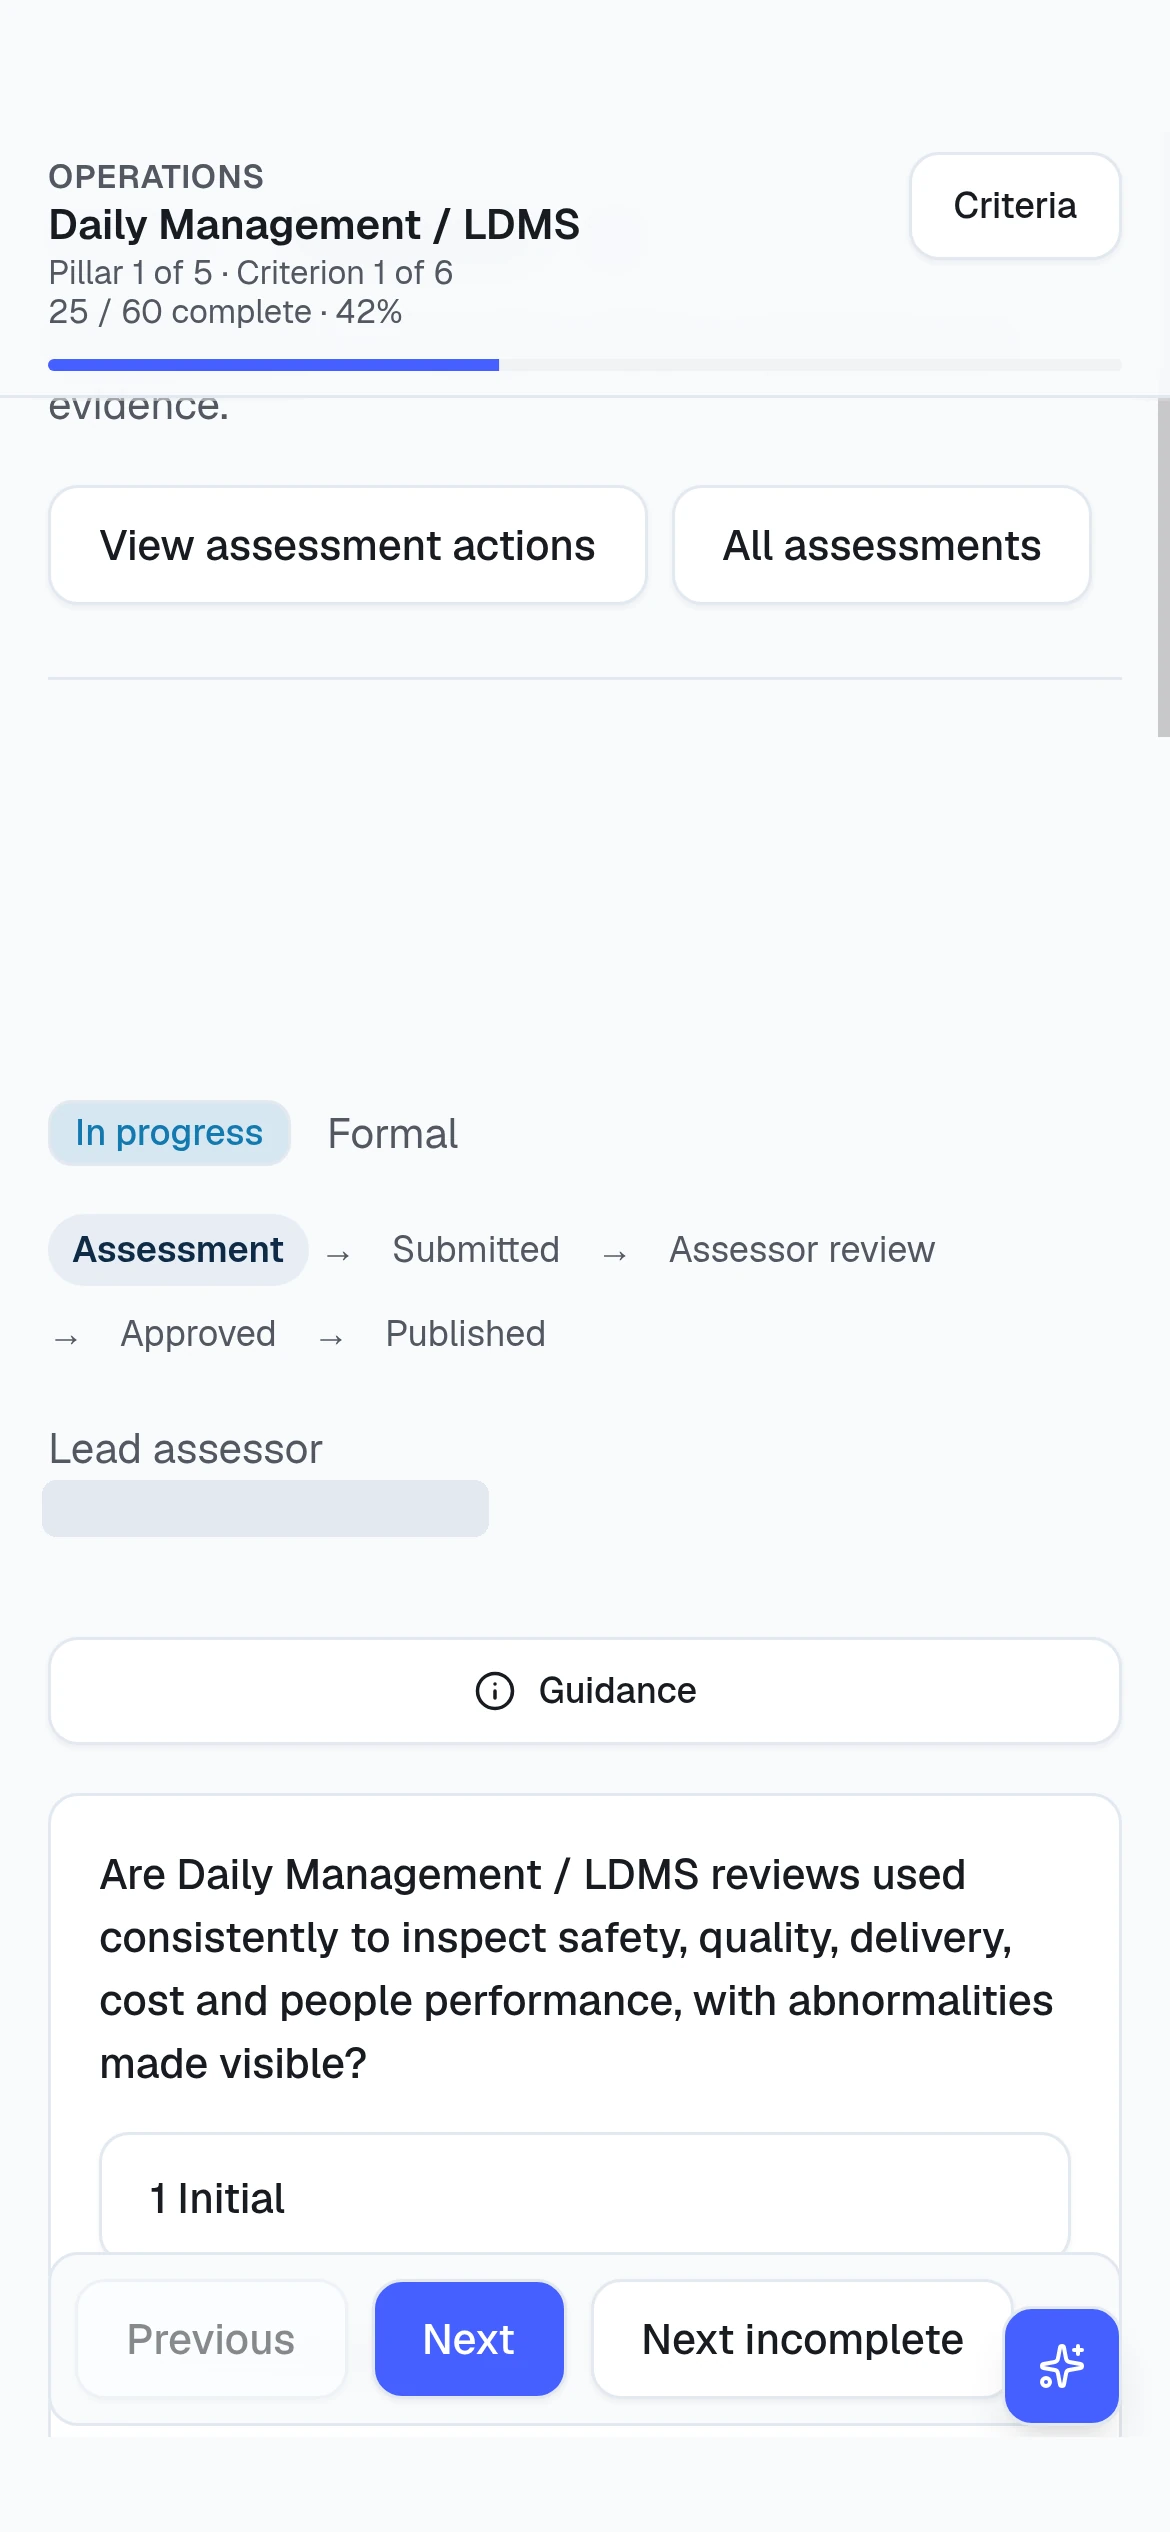 OPERATIONS
Daily Management / LDMS
Pillar 1 of 5 · Criterion 1 of 6
25 / 60 complete · 42%
Criteria
evidence.
View assessment actions
All assessments
In progress
Formal
Assessment → Submitted → Assessor review
→ Approved → Published
Lead assessor
Guidance
Are Daily Management / LDMS reviews used
consistently to inspect safety, quality, delivery,
cost and people performance, with abnormalities
made visible?
1 Initial
Previous
Next
Next incomplete